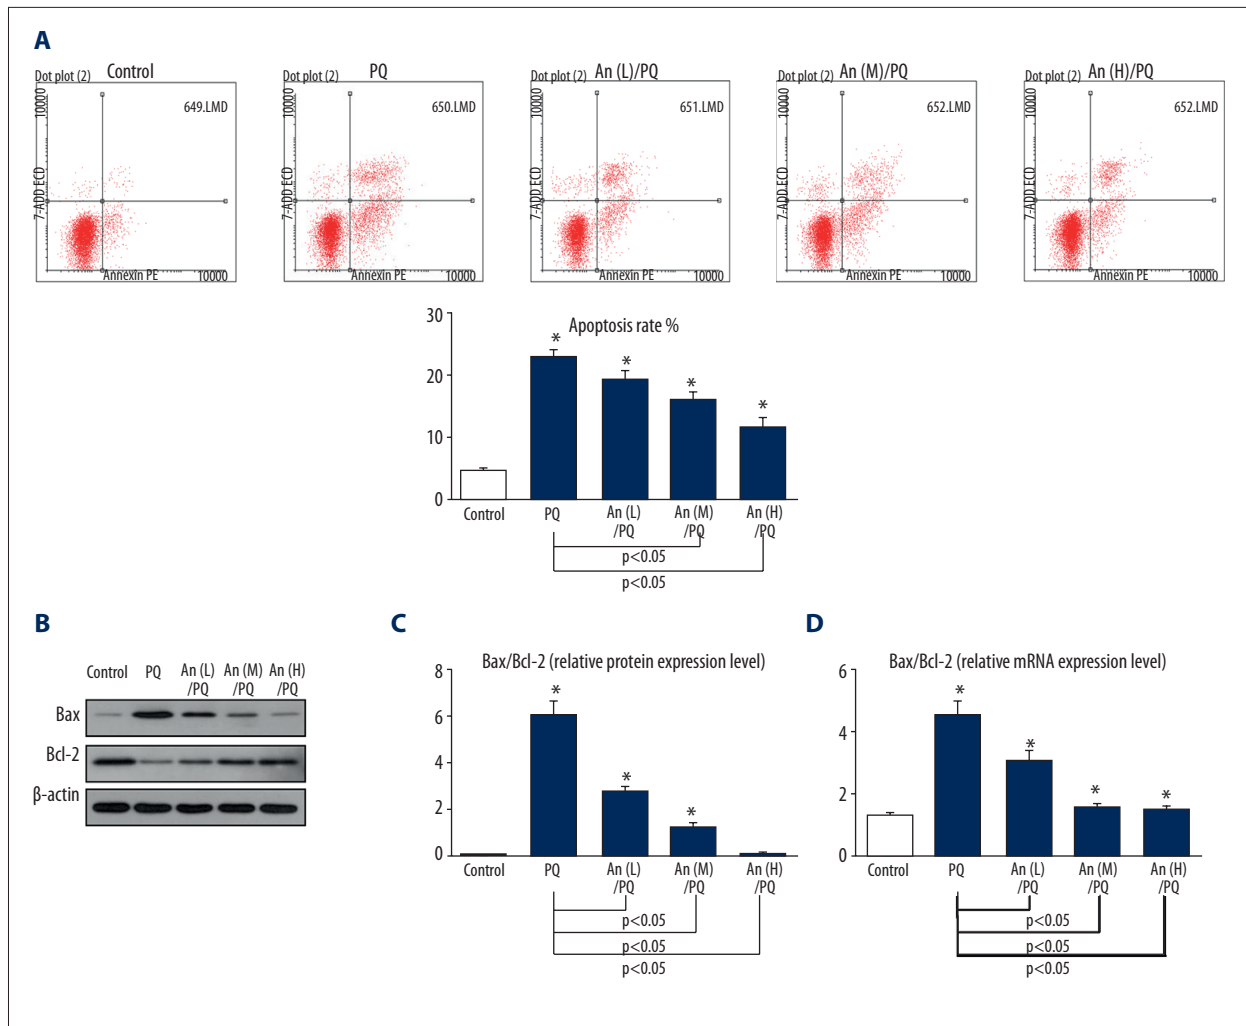 A
Control
PQ
An (L)/PQ
An (M)/PQ
An (H)/PQ
Dot plot (2)
649.LMD
10000
7-ADD.ECD
Annexin PE
10000
Dot plot (2)
650.LMD
10000
7-ADD.ECD
Annexin PE
10000
Dot plot (2)
651.LMD
10000
7-ADD.ECD
Annexin PE
10000
Dot plot (2)
652.LMD
10000
7-ADD.ECD
Annexin PE
10000
Dot plot (2)
652.LMD
10000
7-ADD.ECD
Annexin PE
10000
Apoptosis rate %
30
20
10
0
* * * *
Control PQ An (L) An (M) An (H)
/PQ /PQ /PQ
p<0.05
p<0.05
B
Control PQ An (L) An (M) An (H)
/PQ /PQ /PQ
Bax
Bcl-2
β-actin
C
Bax/Bcl-2 (relative protein expression level)
8
6
4
2
0
* * *
Control PQ An (L) An (M) An (H)
/PQ /PQ /PQ
p<0.05
p<0.05
p<0.05
D
Bax/Bcl-2 (relative mRNA expression level)
6
4
2
0
* * * *
Control PQ An (L) An (M) An (H)
/PQ /PQ /PQ
p<0.05
p<0.05
p<0.05